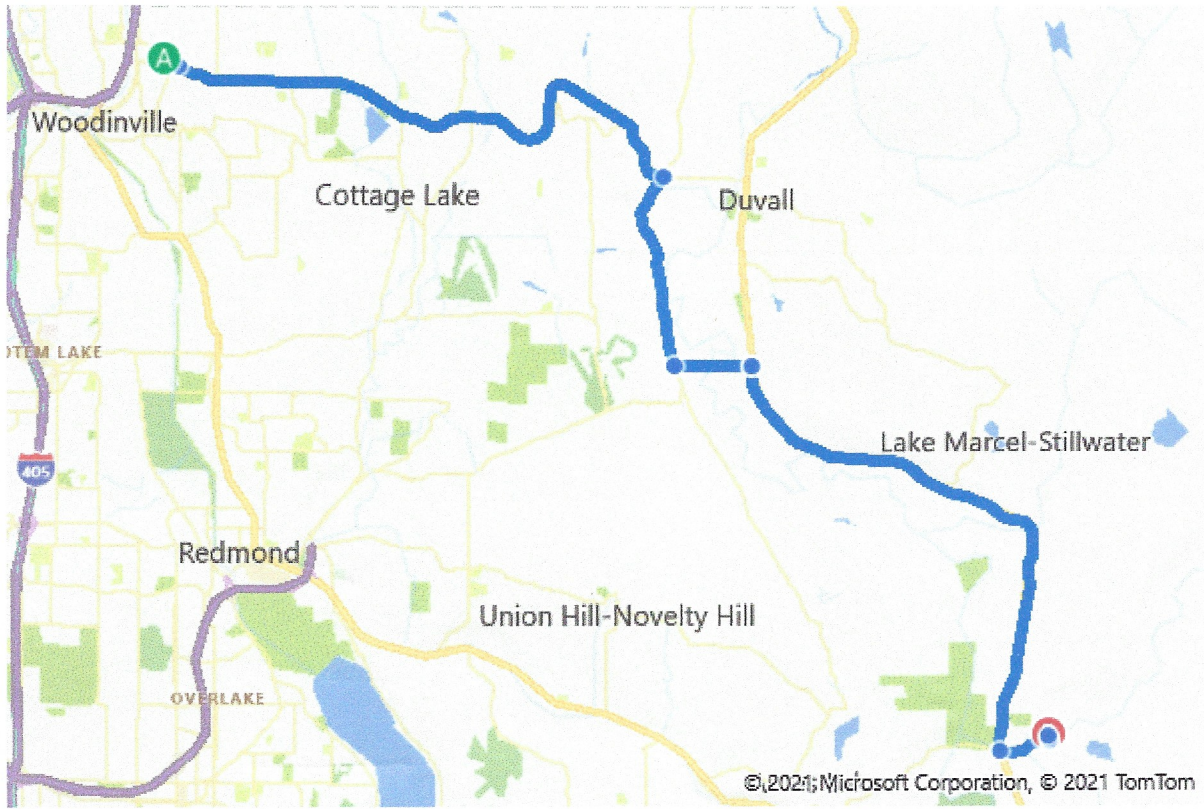 A
Woodinville
Cottage Lake
Duvall
OTEM LAKE
Lake Marcel-Stillwater
405
Redmond
Union Hill-Novelty Hill
OVERLAKE
©2021 Microsoft Corporation, © 2021 TomTom